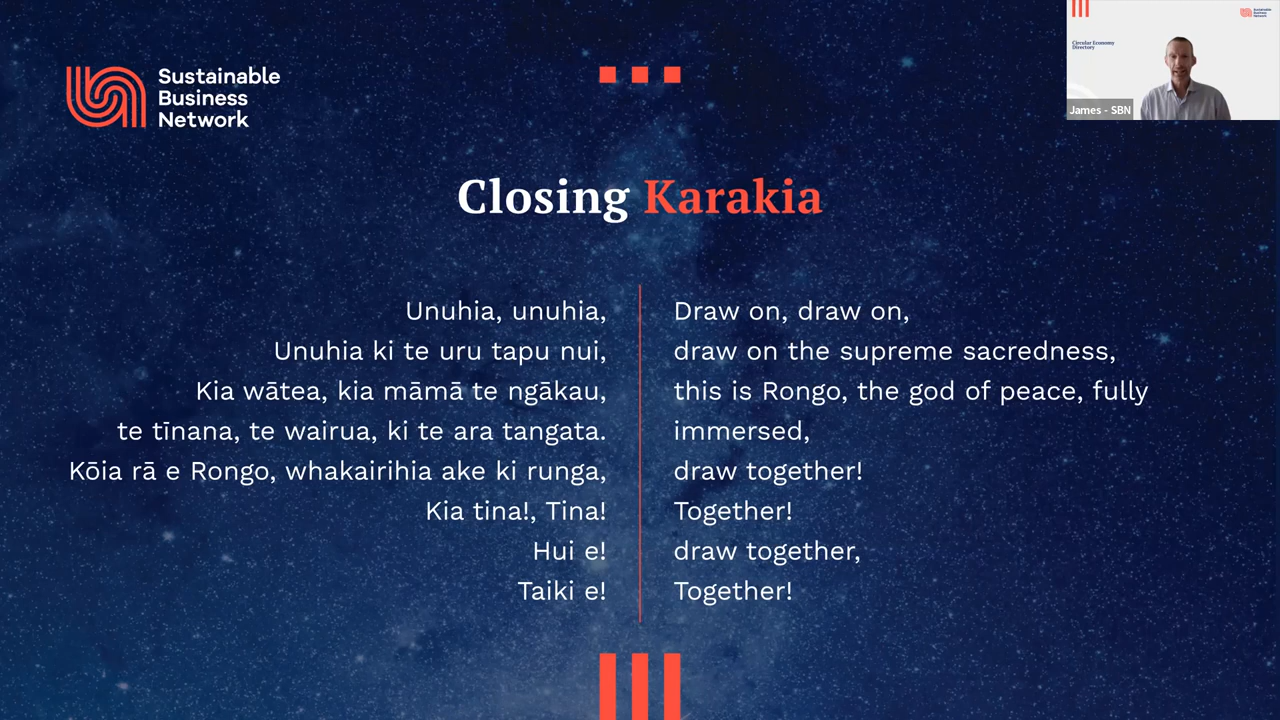 Sustainable
Business
Network
Circular Economy
Directory
Sustainable
Business
Network
James - SBN
Closing Karakia
Unuhia, unuhia,
Unuhia ki te uru tapu nui,
Kia wātea, kia māmā te ngākau,
te tīnana, te wairua, ki te ara tangata.
Kōia rā e Rongo, whakairihia ake ki runga,
Kia tina!, Tina!
Hui e!
Taiki e!
Draw on, draw on,
draw on the supreme sacredness,
this is Rongo, the god of peace, fully
immersed,
draw together!
Together!
draw together,
Together!